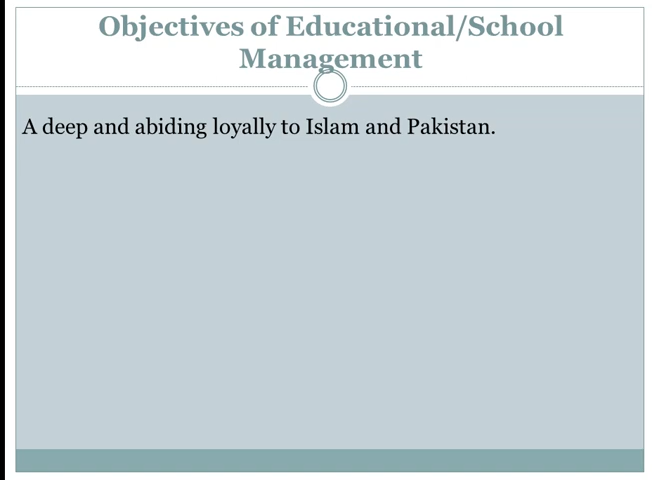 Objectives of Educational/School
Management
A deep and abiding loyally to Islam and Pakistan.